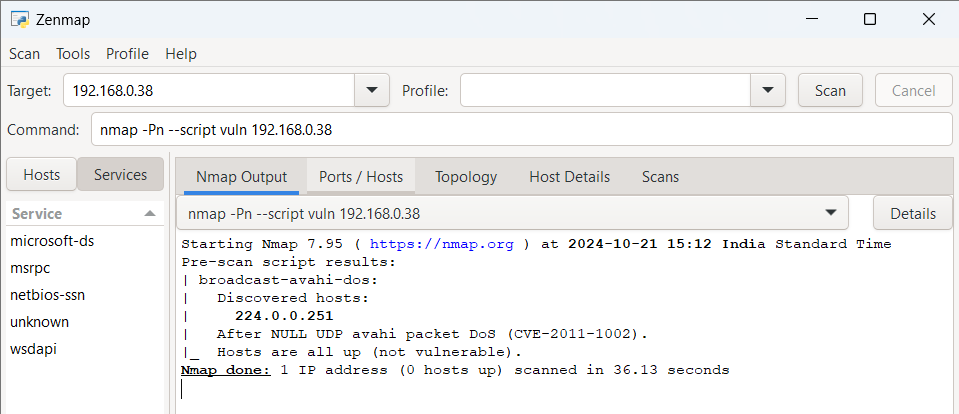 Zenmap
Scan Tools Profile Help
Target: 192.168.0.38 Profile: Scan Cancel
Command: nmap -Pn --script vuln 192.168.0.38
Hosts Services Nmap Output Ports / Hosts Topology Host Details Scans
Service
microsoft-ds
msrpc
netbios-ssn
unknown
wsdapi
nmap -Pn --script vuln 192.168.0.38 Details
Starting Nmap 7.95 ( https://nmap.org ) at 2024-10-21 15:12 India Standard Time
Pre-scan script results:
| broadcast-avahi-dos:
|   Discovered hosts:
|     224.0.0.251
|   After NULL UDP avahi packet DoS (CVE-2011-1002).
|_  Hosts are all up (not vulnerable).
Nmap done: 1 IP address (0 hosts up) scanned in 36.13 seconds